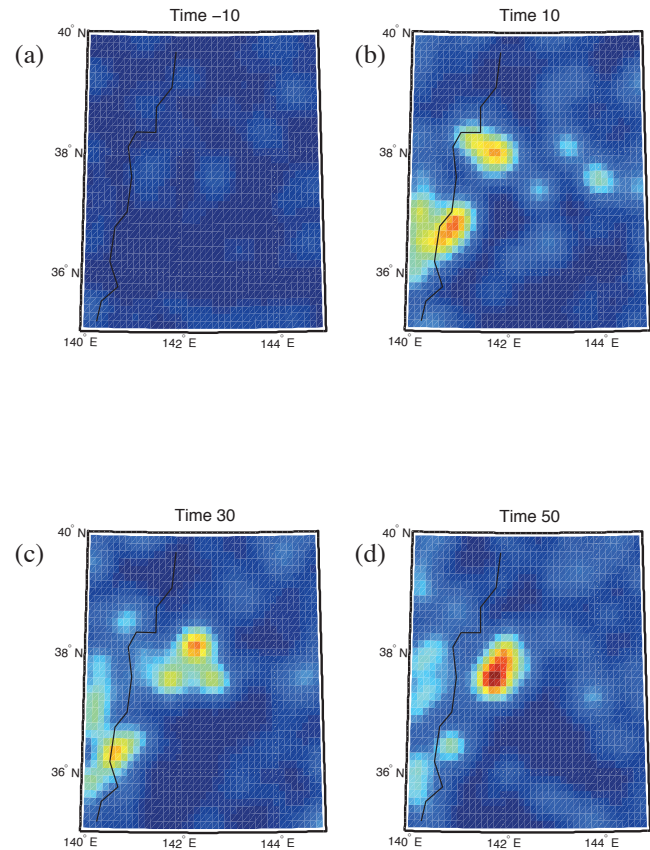 Time −10
Time 10
(a)
(b)
40° N
38° N
36° N
140° E
142° E
144° E
40° N
38° N
36° N
140° E
142° E
144° E
Time 30
Time 50
(c)
(d)
40° N
38° N
36° N
140° E
142° E
144° E
40° N
38° N
36° N
140° E
142° E
144° E